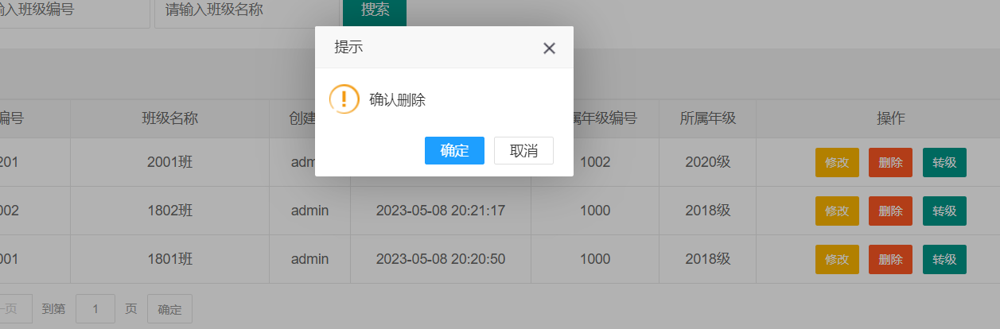 输入班级编号 请输入班级名称 搜索
提示
确认删除
确定 取消
编号 班级名称 创建 属年级编号 所属年级 操作
201 2001班 adm 1002 2020级 修改 删除 转级
002 1802班 admin 2023-05-08 20:21:17 1000 2018级 修改 删除 转级
001 1801班 admin 2023-05-08 20:20:50 1000 2018级 修改 删除 转级
一页 到第 1 页 确定